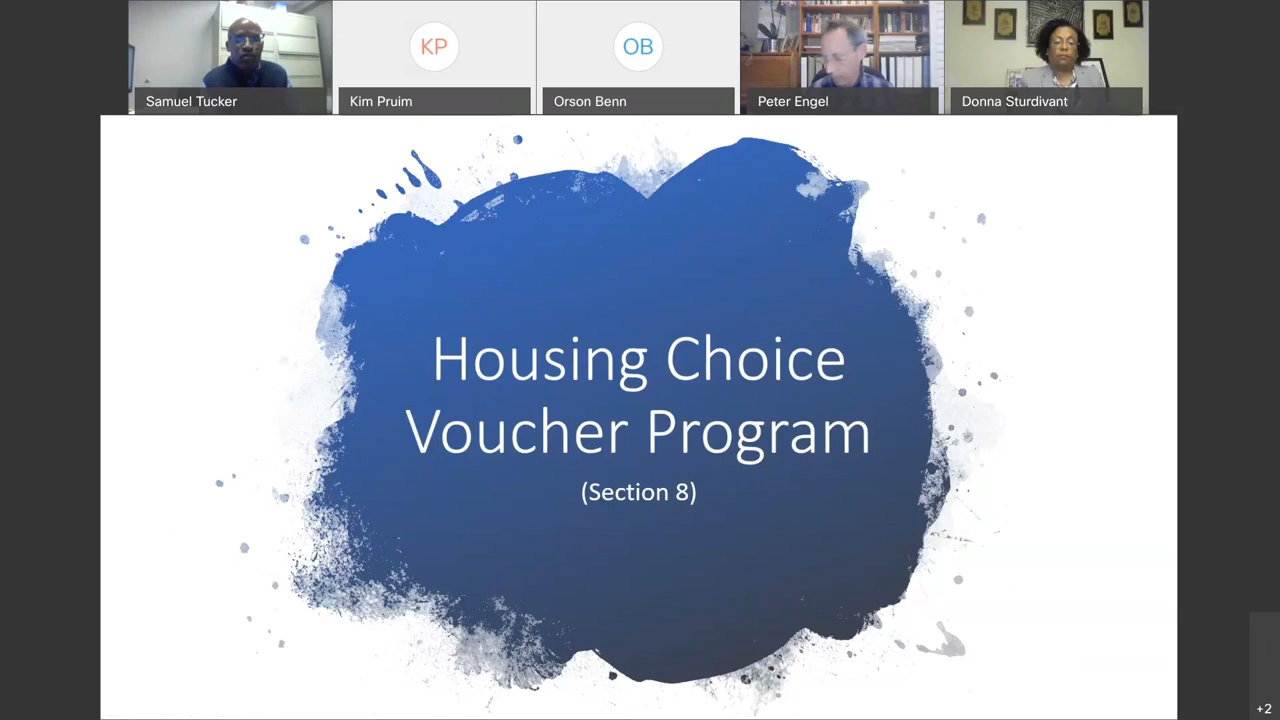 KP
OB
Samuel Tucker
Kim Pruim
Orson Benn
Peter Engel
Donna Sturdivant
Housing Choice
Voucher Program
(Section 8)
+2